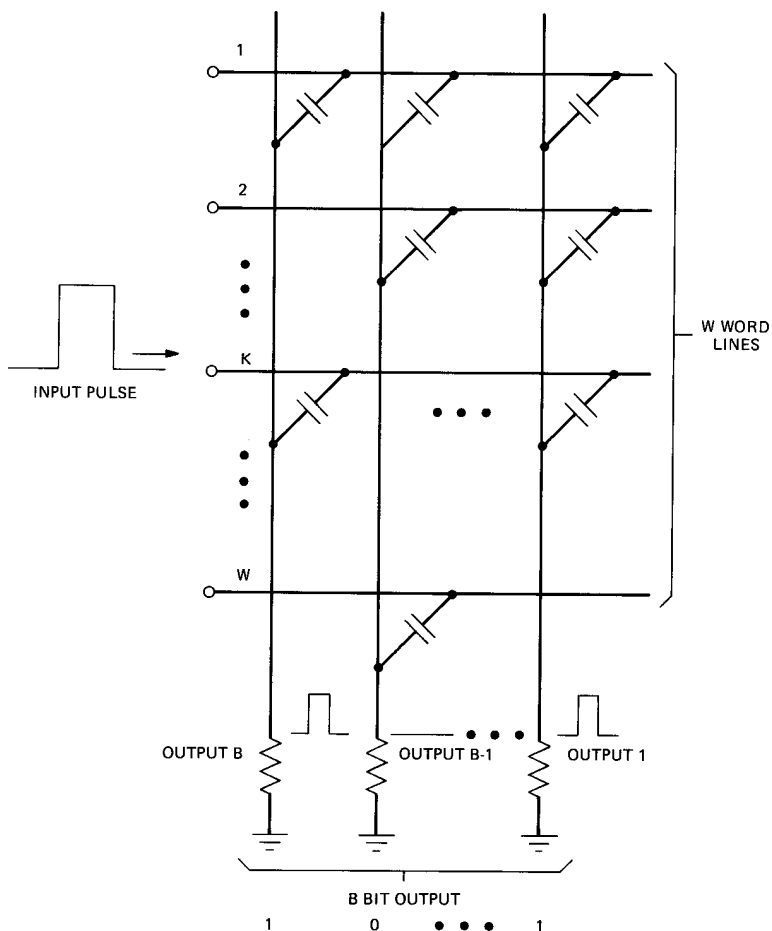 1
2
INPUT PULSE
K
W WORD
LINES
W
OUTPUT B
OUTPUT B-1
OUTPUT 1
B BIT OUTPUT
1 0 • • • 1